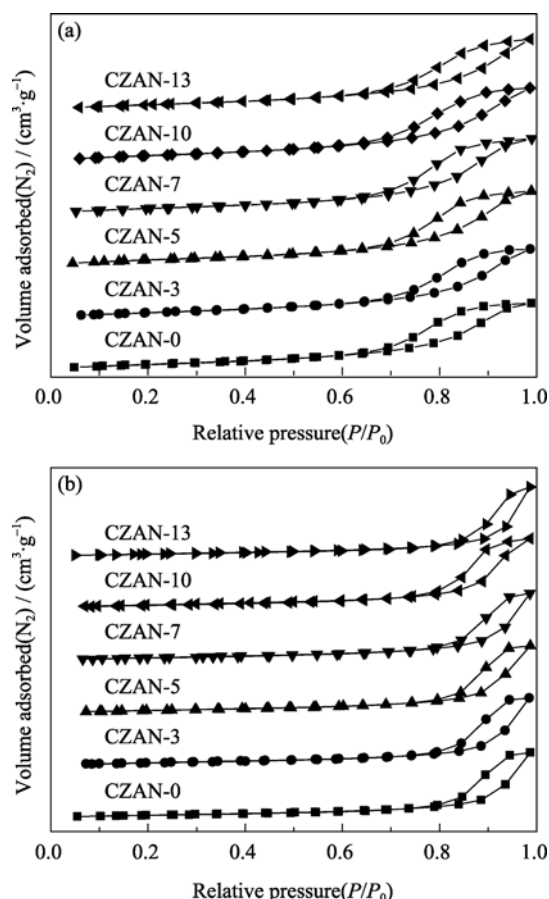 (a)
CZAN-13
CZAN-10
CZAN-7
CZAN-5
CZAN-3
CZAN-0
Volume adsorbed(N₂) / (cm³·g⁻¹)
0.0 0.2 0.4 0.6 0.8 1.0
Relative pressure(P/P₀)
(b)
CZAN-13
CZAN-10
CZAN-7
CZAN-5
CZAN-3
CZAN-0
Volume adsorbed(N₂) / (cm³·g⁻¹)
0.0 0.2 0.4 0.6 0.8 1.0
Relative pressure(P/P₀)